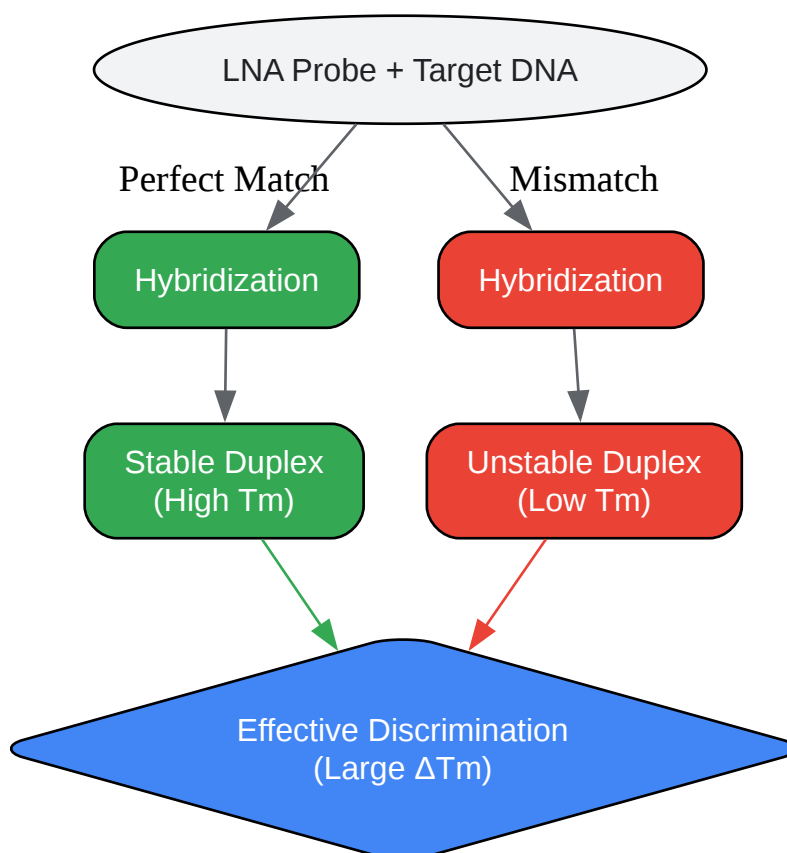 LNA Probe + Target DNA
Perfect Match
Mismatch
Hybridization
Hybridization
Stable Duplex
(High Tm)
Unstable Duplex
(Low Tm)
Effective Discrimination
(Large ΔTm)